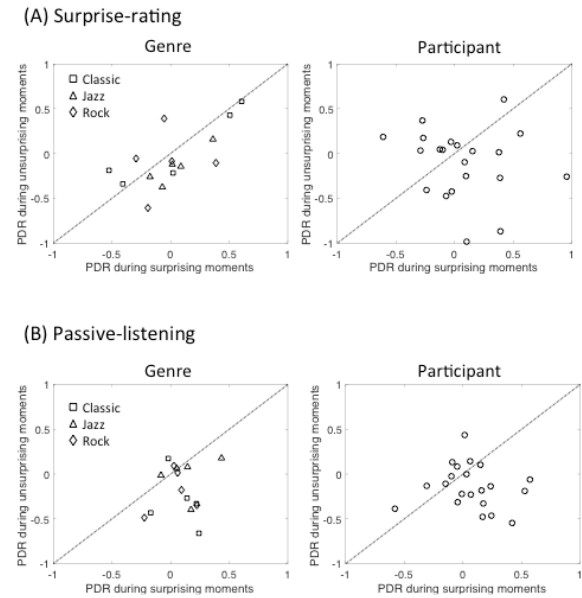 (A) Surprise-rating
Genre
PDR during unsurprising moments
1
0.5
0
-0.5
-1
Classic
Jazz
Rock
-1 -0.5 0 0.5 1
PDR during surprising moments
Participant
PDR during unsurprising moments
1
0.5
0
-0.5
-1
-1 -0.5 0 0.5 1
PDR during surprising moments
(B) Passive-listening
Genre
PDR during unsurprising moments
1
0.5
0
-0.5
-1
Classic
Jazz
Rock
-1 -0.5 0 0.5 1
PDR during surprising moments
Participant
PDR during unsurprising moments
1
0.5
0
-0.5
-1
-1 -0.5 0 0.5 1
PDR during surprising moments